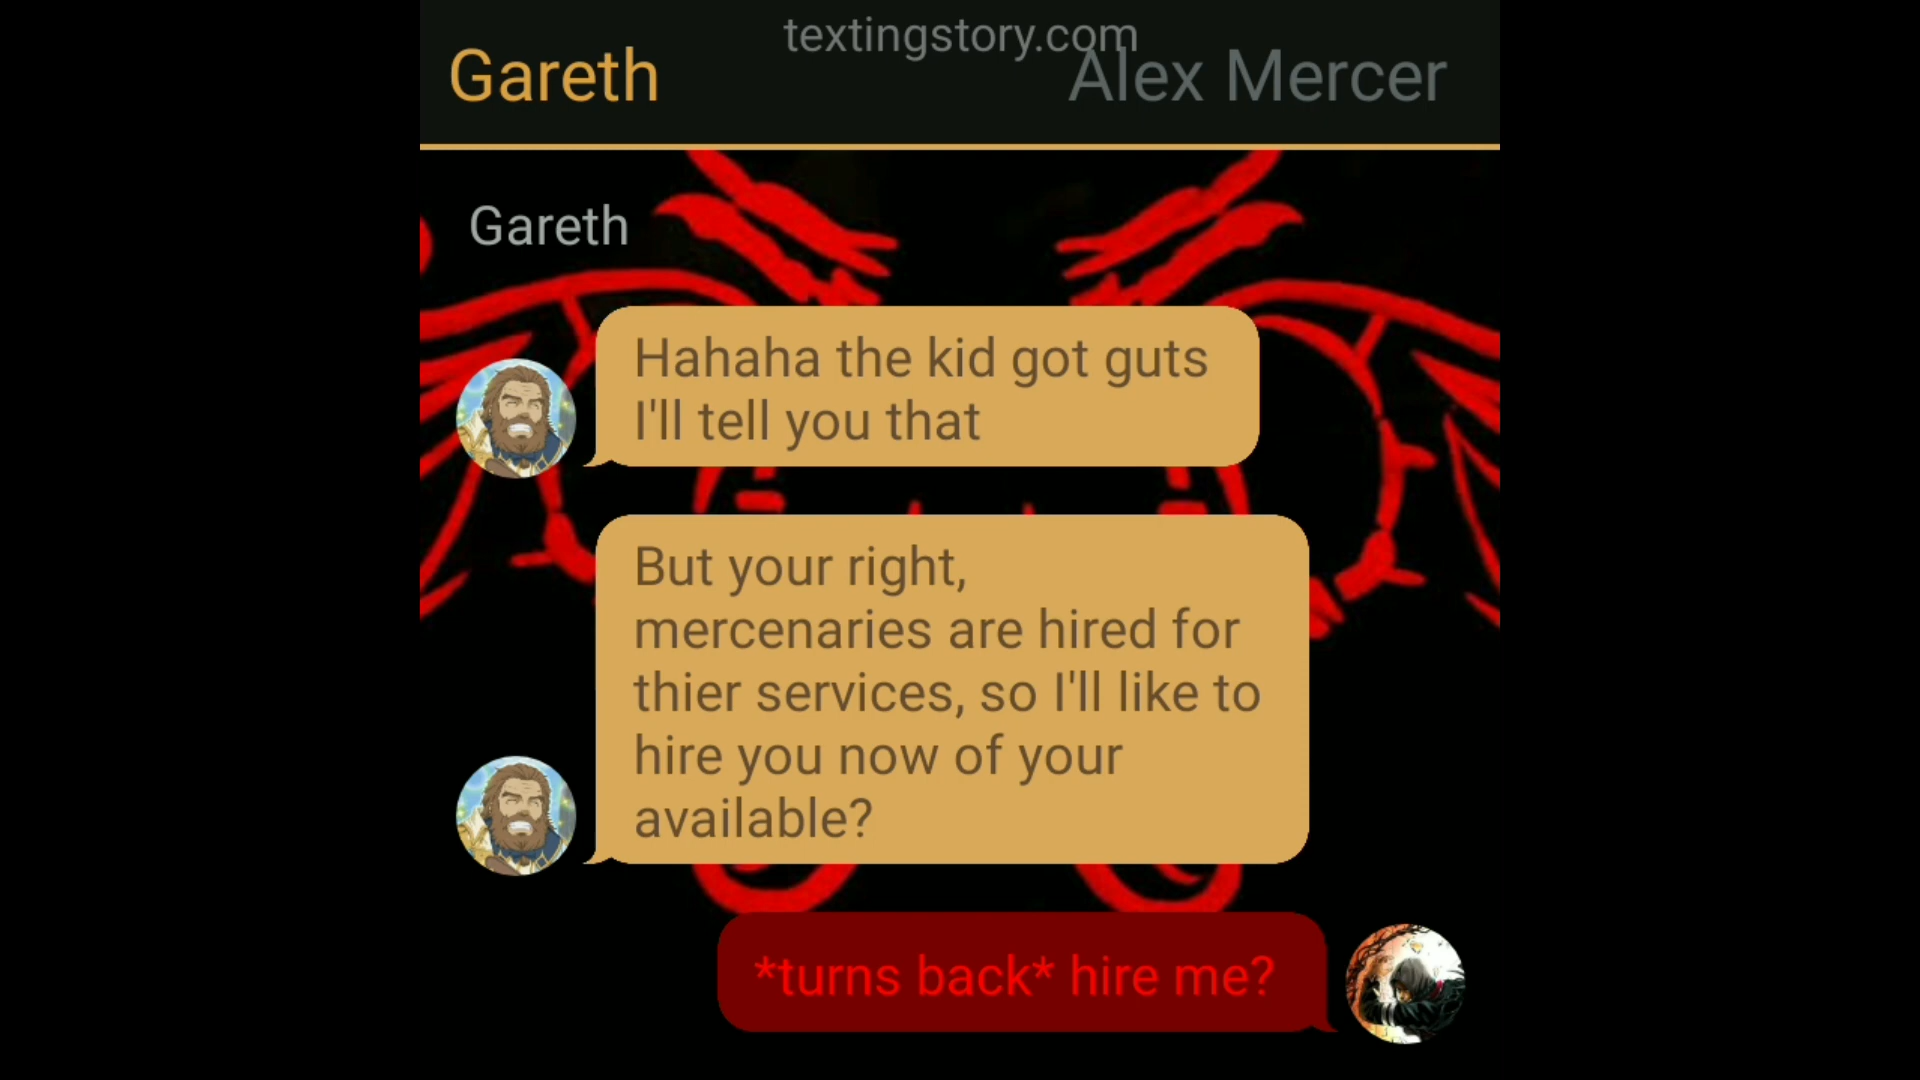 textingstory.com
Gareth
Alex Mercer
Gareth
Hahaha the kid got guts
I'll tell you that
But your right,
mercenaries are hired for
thier services, so I'll like to
hire you now of your
available?
*turns back* hire me?